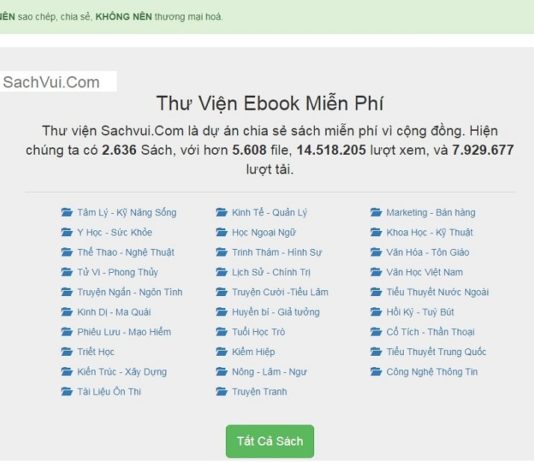 NÊN sao chép, chia sẻ, KHÔNG NÊN thương mại hoá.
SachVui.Com
Thư Viện Ebook Miễn Phí
Thư viện Sachvui.Com là dự án chia sẻ sách miễn phí vì cộng đồng. Hiện
chúng ta có 2.636 Sách, với hơn 5.608 file, 14.518.205 lượt xem, và 7.929.677
lượt tải.
Tâm Lý - Kỹ Năng Sống Kinh Tế - Quản Lý Marketing - Bán hàng
Y Học - Sức Khỏe Học Ngoại Ngữ Khoa Học - Kỹ Thuật
Thể Thao - Nghệ Thuật Trinh Thám - Hình Sự Văn Hóa - Tôn Giáo
Tử Vi - Phong Thủy Lịch Sử - Chính Trị Văn Học Việt Nam
Truyện Ngắn - Ngôn Tình Truyện Cười -Tiếu Lâm Tiểu Thuyết Nước Ngoài
Kinh Dị - Ma Quái Huyền bí - Giả tưởng Hồi Ký - Tuỳ Bút
Phiêu Lưu - Mạo Hiểm Tuổi Học Trò Cổ Tích - Thần Thoại
Triết Học Kiếm Hiệp Tiểu Thuyết Trung Quốc
Kiến Trúc - Xây Dựng Nông - Lâm - Ngư Công Nghệ Thông Tin
Tài Liệu Ôn Thi Truyện Tranh
Tất Cả Sách